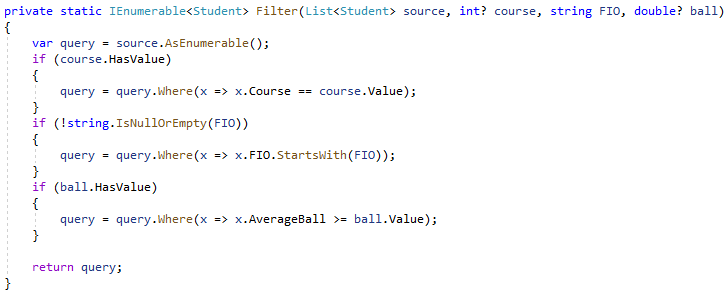 private static IEnumerable<Student> Filter(List<Student> source, int? course, string FIO, double? ball)
{
    var query = source.AsEnumerable();
    if (course.HasValue)
    {
        query = query.Where(x => x.Course == course.Value);
    }
    if (!string.IsNullOrEmpty(FIO))
    {
        query = query.Where(x => x.FIO.StartsWith(FIO));
    }
    if (ball.HasValue)
    {
        query = query.Where(x => x.AverageBall >= ball.Value);
    }

    return query;
}